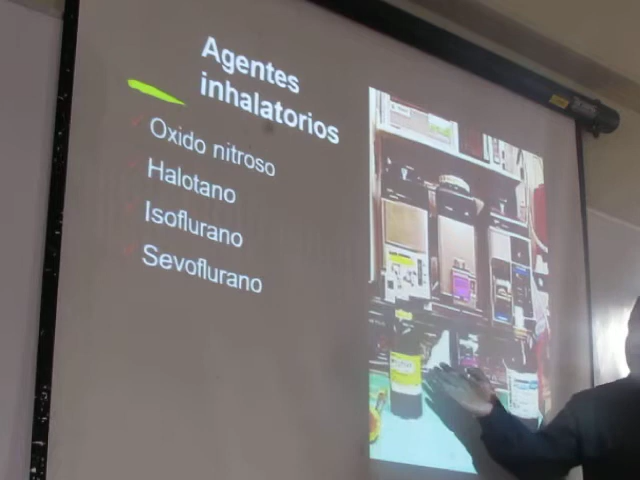 Agentes
inhalatorios
Oxido nitroso
Halotano
Isoflurano
Sevoflurano